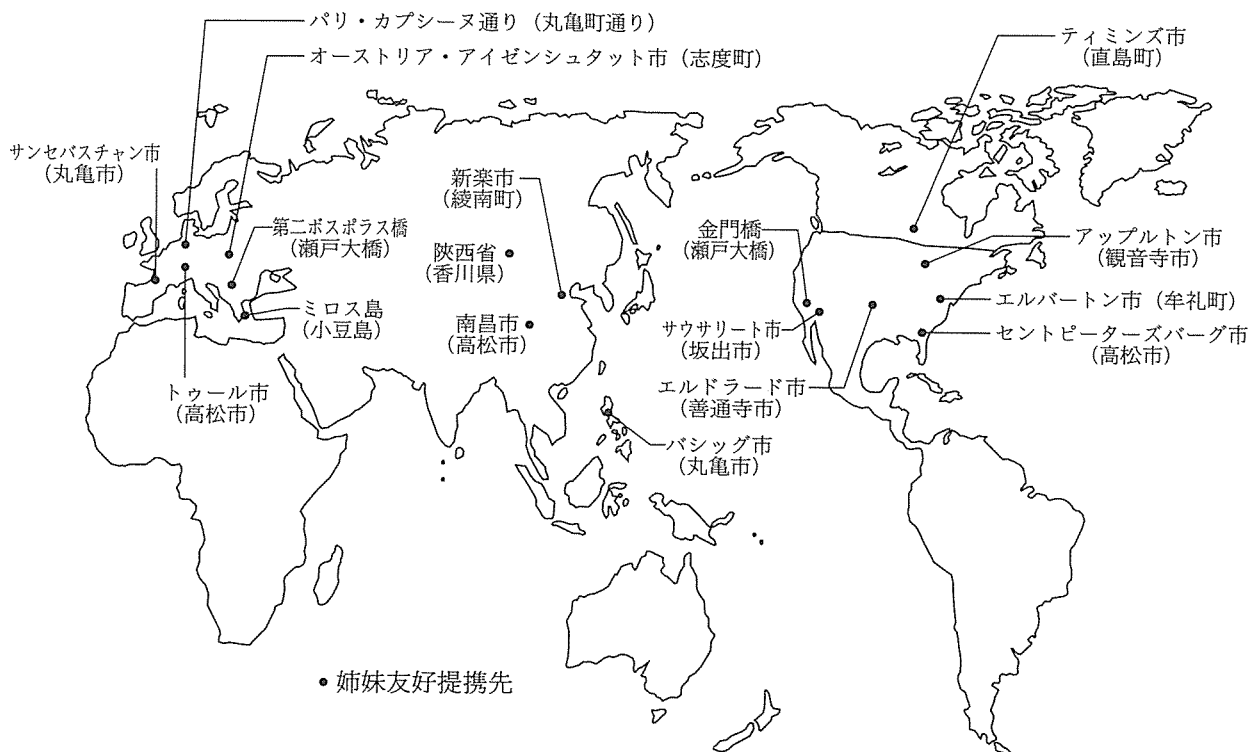 パリ・カプシーヌ通り（丸亀町通り）
オーストリア・アイゼンシュタット市（志度町）
ティミンズ市
（直島町）
サンセバスチャン市
（丸亀市）
新楽市
（綾南町）
第二ボスポラス橋
（瀬戸大橋）
陝西省
（香川県）
金門橋
（瀬戸大橋）
アップルトン市
（観音寺市）
ミロス島
（小豆島）
南昌市
（高松市）
サウサリート市
（坂出市）
エルバートン市（牟礼町）
セントピーターズバーグ市
（高松市）
トゥール市
（高松市）
エルドラード市
（善通寺市）
バシッグ市
（丸亀市）
・姉妹友好提携先